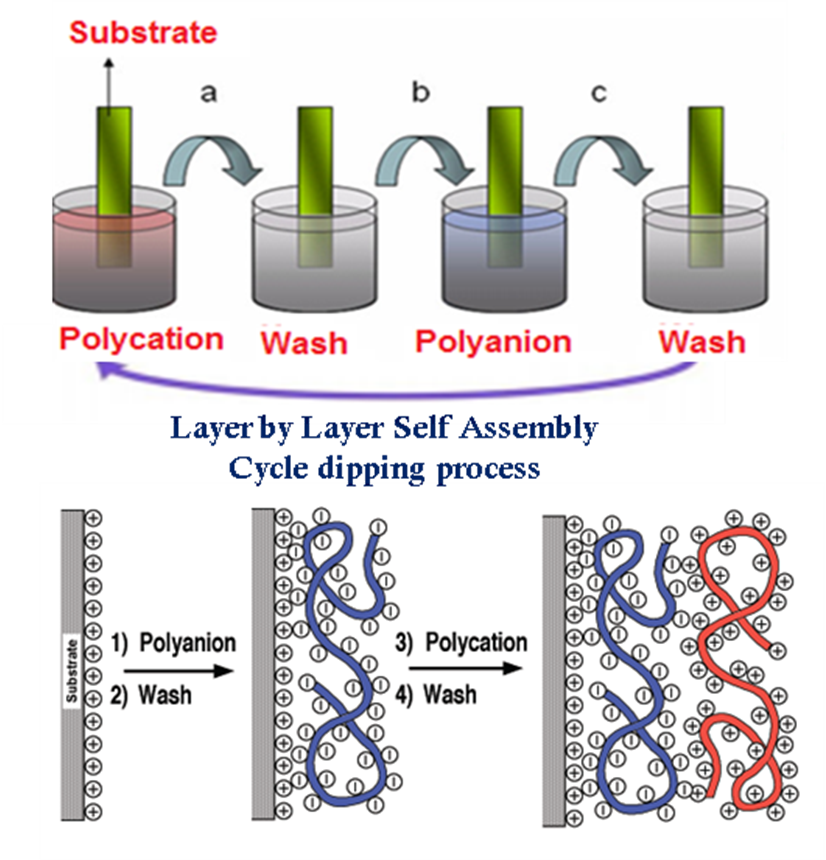 Substrate
a b c
Polycation Wash Polyanion Wash
Layer by Layer Self Assembly
Cycle dipping process
Substrate
1) Polyanion
2) Wash
3) Polycation
4) Wash